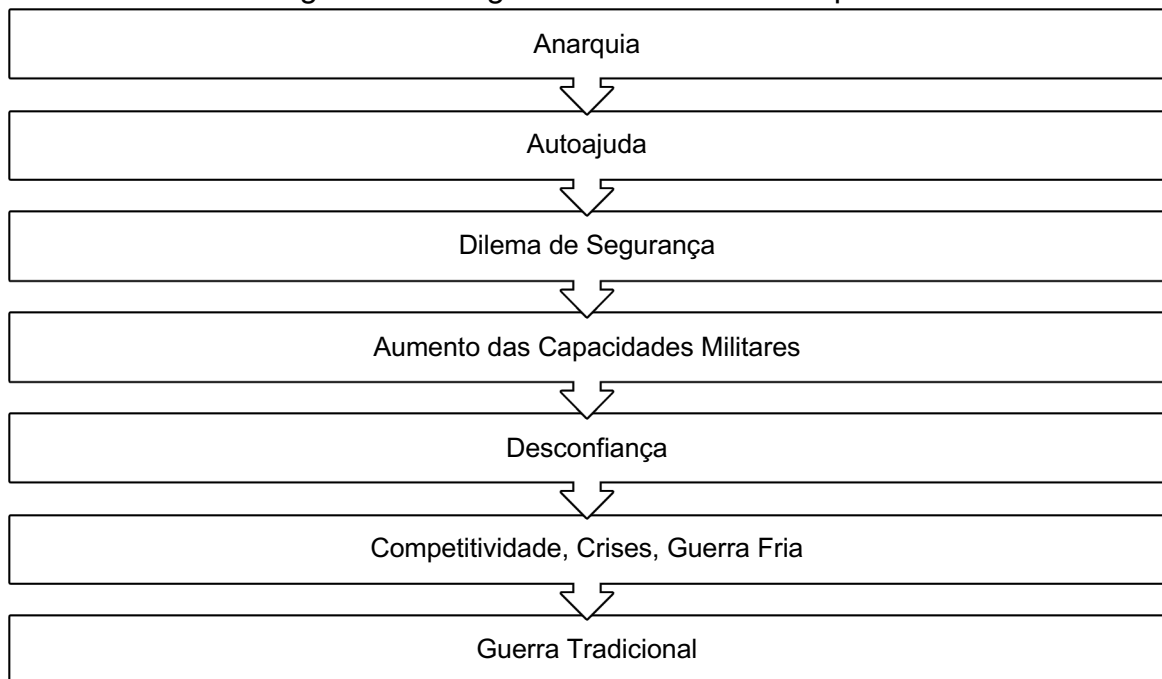 Anarquia
Autoajuda
Dilema de Segurança
Aumento das Capacidades Militares
Desconfiança
Competitividade, Crises, Guerra Fria
Guerra Tradicional